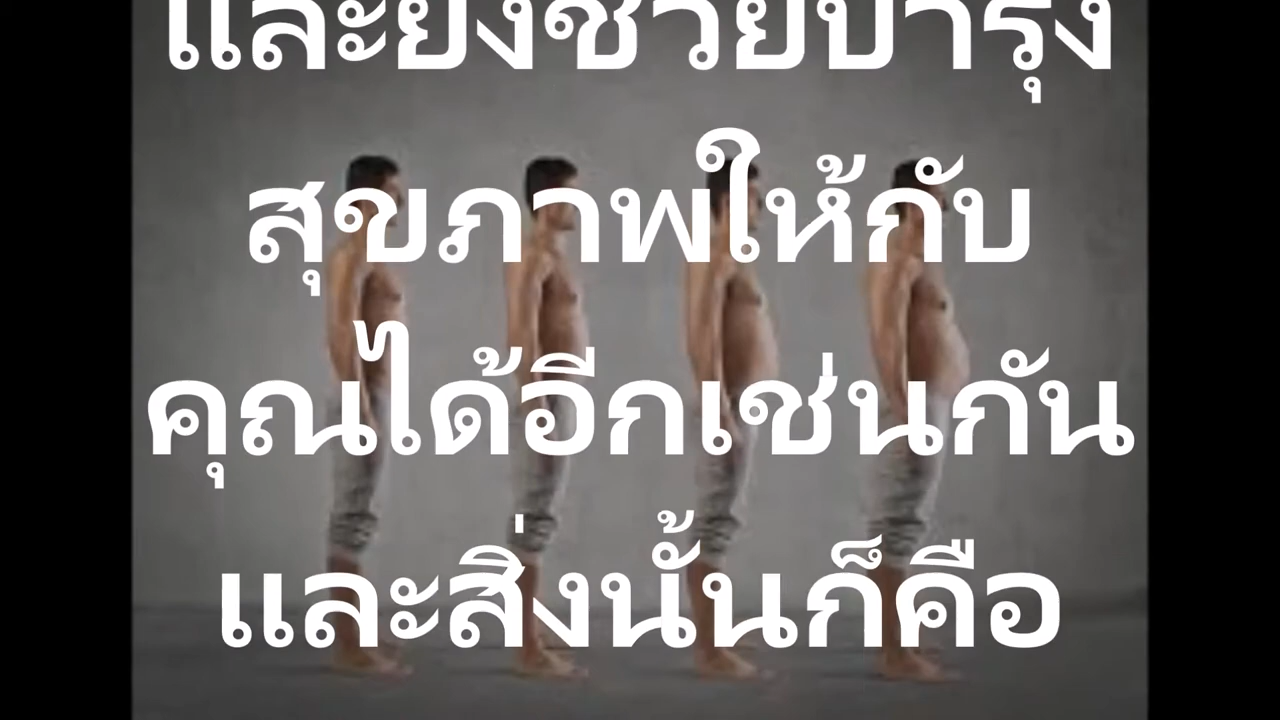 และยังช่วยบำรุง
สุขภาพให้กับ
คุณได้อีกเช่นกัน
และสิ่งนั้นก็คือ